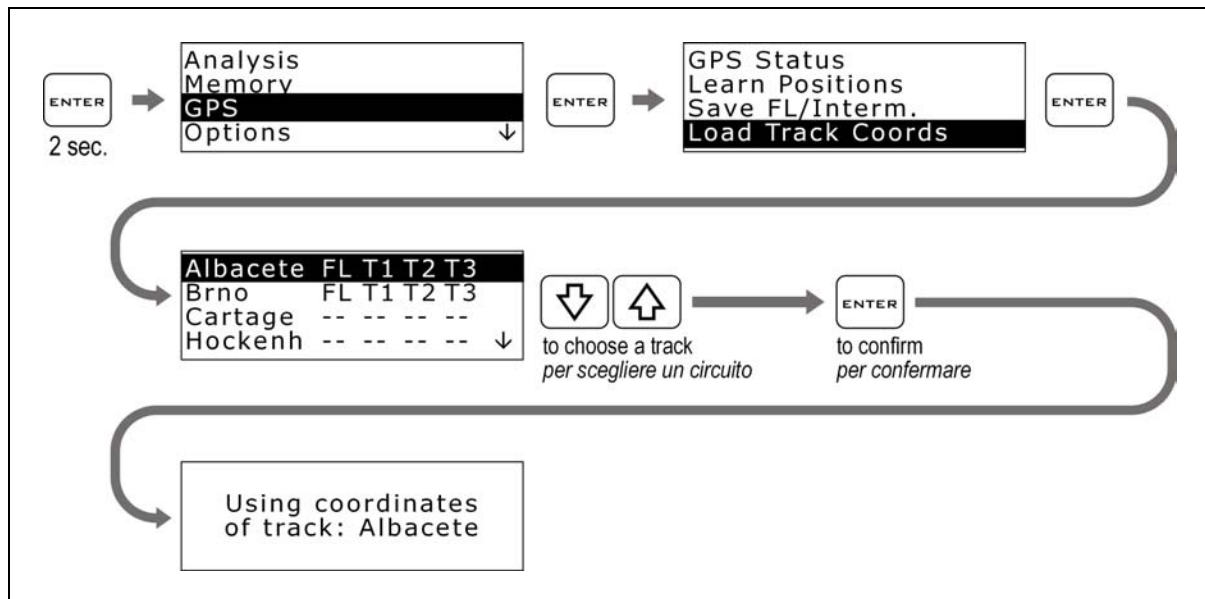 ENTER
2 sec.
Analysis
Memory
GPS
Options ↓
ENTER
GPS Status
Learn Positions
Save FL/Interm.
Load Track Coords
ENTER
Albacete FL T1 T2 T3
Brno FL T1 T2 T3
Cartage -- -- -- --
Hockenh -- -- -- -- ↓
to choose a track
per scegliere un circuito
ENTER
to confirm
per confermare
Using coordinates
of track: Albacete